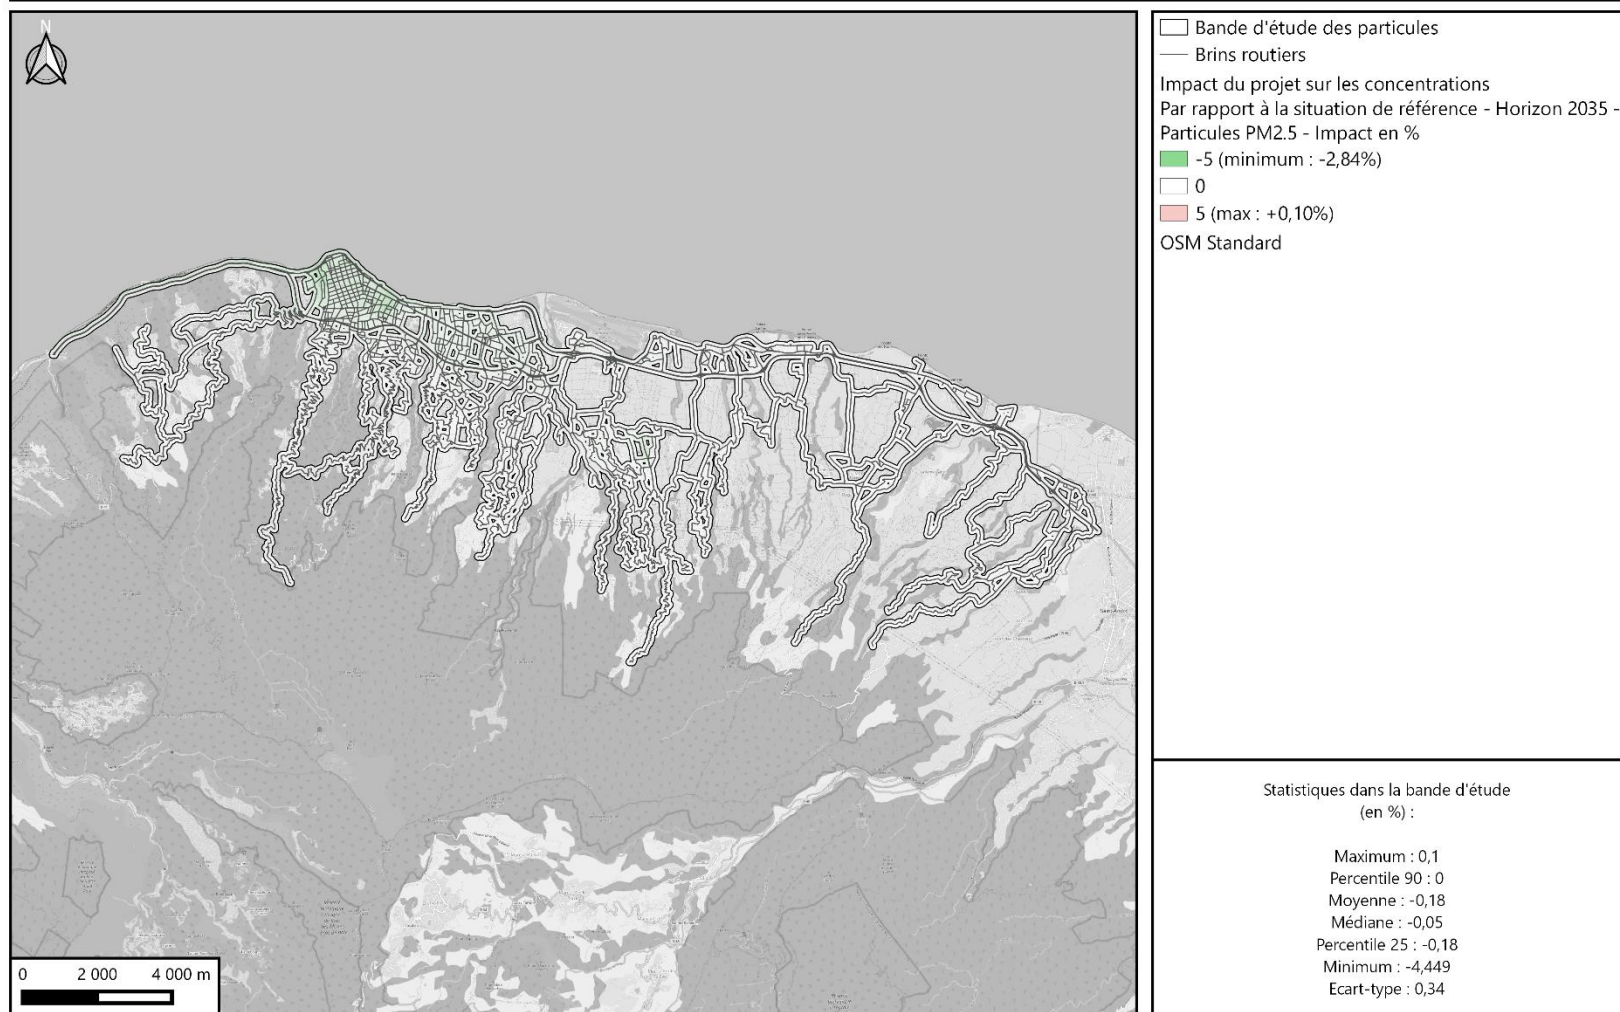 N
Bande d'étude des particules
Brins routiers
Impact du projet sur les concentrations
Par rapport à la situation de référence - Horizon 2035 -
Particules PM2.5 - Impact en %
-5 (minimum : -2,84%)
0
5 (max : +0,10%)
OSM Standard
Statistiques dans la bande d'étude
(en %) :
Maximum : 0,1
Percentile 90 : 0
Moyenne : -0,18
Médiane : -0,05
Percentile 25 : -0,18
Minimum : -4,449
Ecart-type : 0,34
0 2 000 4 000 m